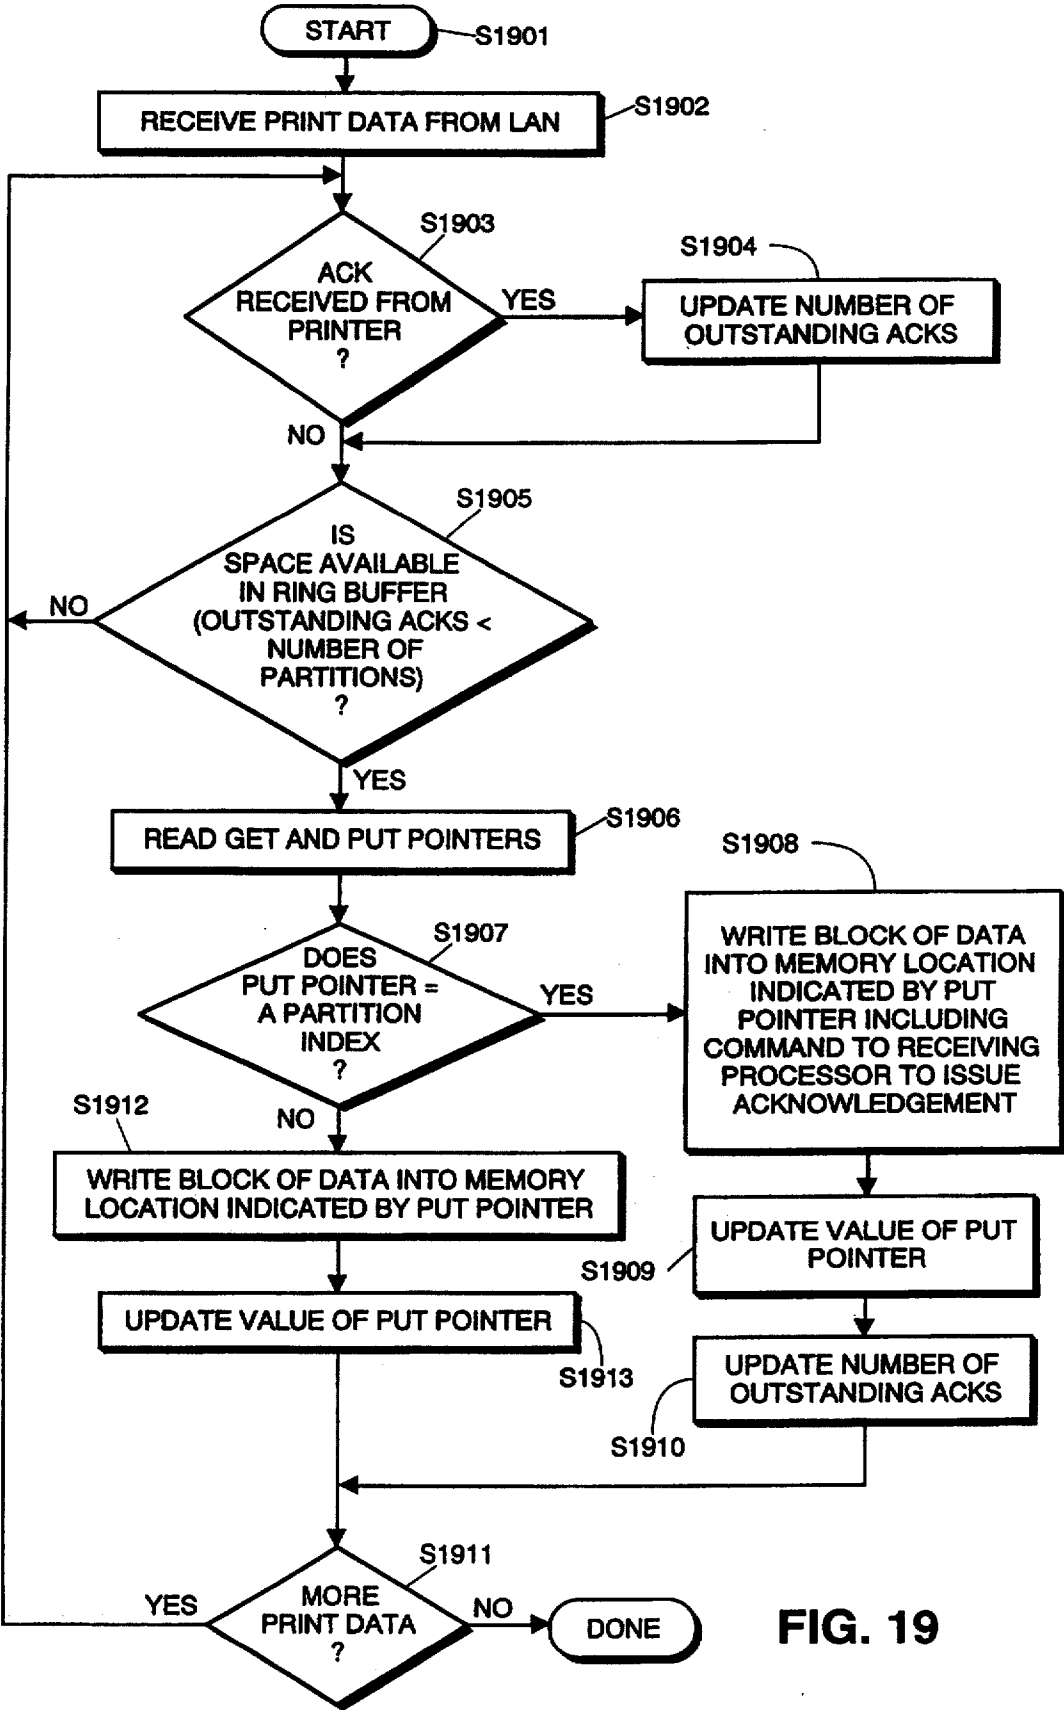 START
S1901
RECEIVE PRINT DATA FROM LAN
S1902
S1903
ACK
RECEIVED FROM
PRINTER
?
YES
S1904
UPDATE NUMBER OF
OUTSTANDING ACKS
NO
S1905
IS
SPACE AVAILABLE
IN RING BUFFER
(OUTSTANDING ACKS <
NUMBER OF
PARTITIONS)
?
NO
YES
READ GET AND PUT POINTERS
S1906
S1907
DOES
PUT POINTER =
A PARTITION
INDEX
?
YES
S1908
WRITE BLOCK OF DATA
INTO MEMORY LOCATION
INDICATED BY PUT
POINTER INCLUDING
COMMAND TO RECEIVING
PROCESSOR TO ISSUE
ACKNOWLEDGEMENT
NO
S1912
WRITE BLOCK OF DATA INTO MEMORY
LOCATION INDICATED BY PUT POINTER
UPDATE VALUE OF PUT
POINTER
S1909
UPDATE VALUE OF PUT POINTER
S1913
UPDATE NUMBER OF
OUTSTANDING ACKS
S1910
S1911
MORE
PRINT DATA
?
YES
NO
DONE
FIG. 19